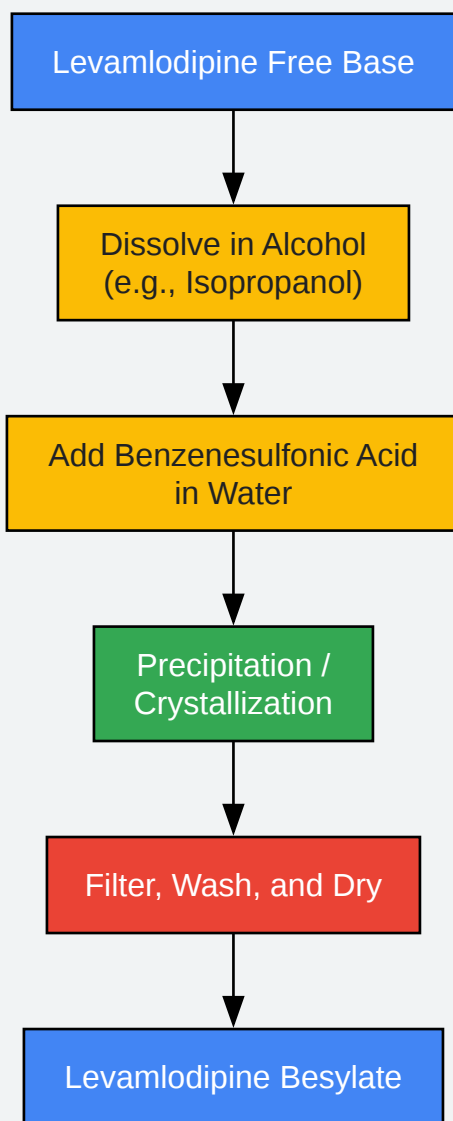 Levamlodipine Free Base
Dissolve in Alcohol
(e.g., Isopropanol)
Add Benzenesulfonic Acid
in Water
Precipitation /
Crystallization
Filter, Wash, and Dry
Levamlodipine Besylate